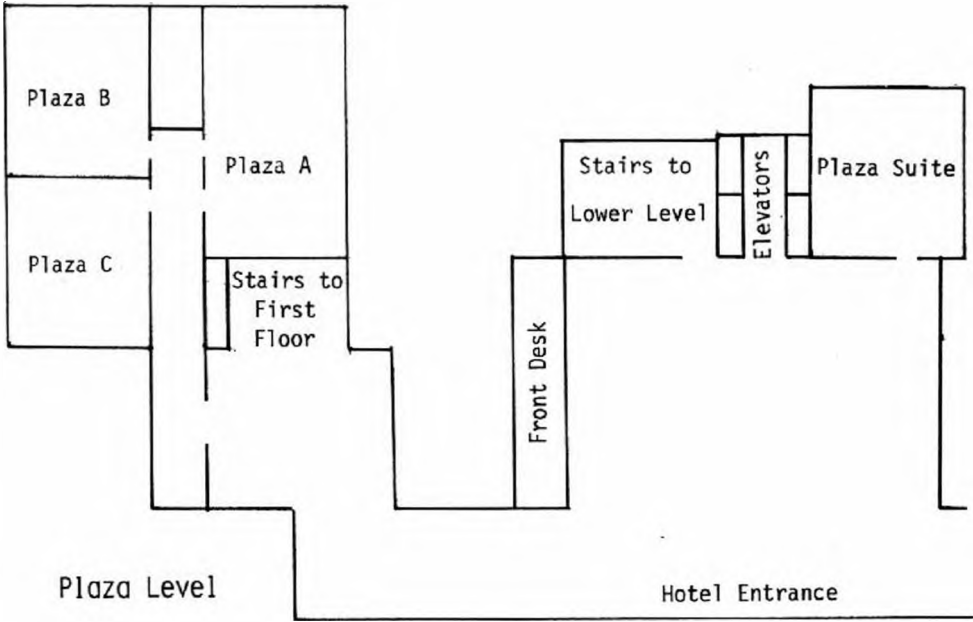 Plaza B
Plaza A
Plaza C
Stairs to
First
Floor
Stairs to
Lower Level
Elevators
Plaza Suite
Front Desk
Plaza Level
Hotel Entrance